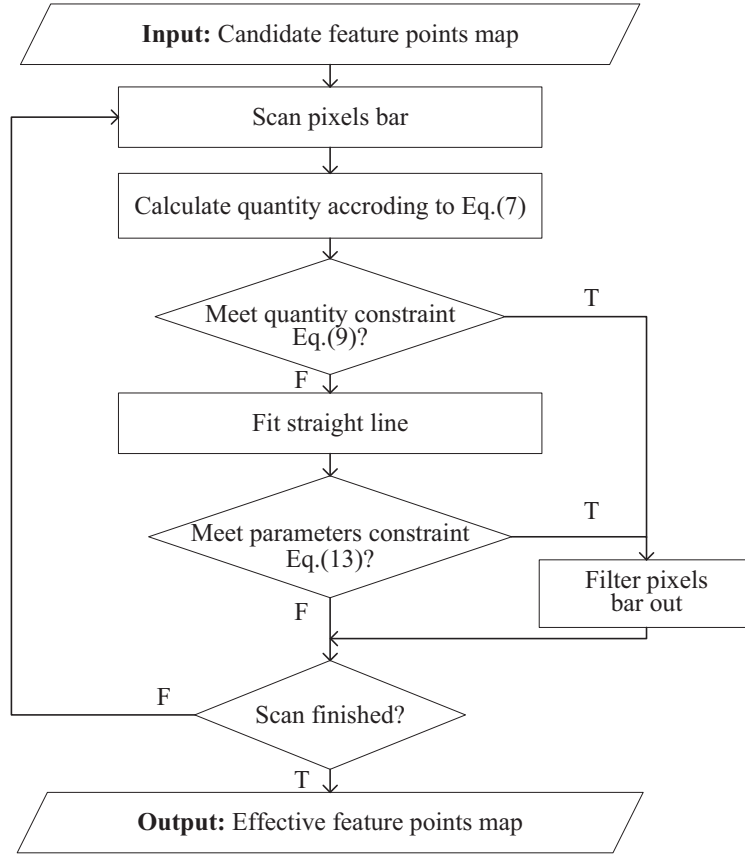 Input: Candidate feature points map
Scan pixels bar
Calculate quantity accroding to Eq.(7)
Meet quantity constraint
Eq.(9)?
T
F
Fit straight line
Meet parameters constraint
Eq.(13)?
T
F
Filter pixels
bar out
Scan finished?
F
T
Output: Effective feature points map